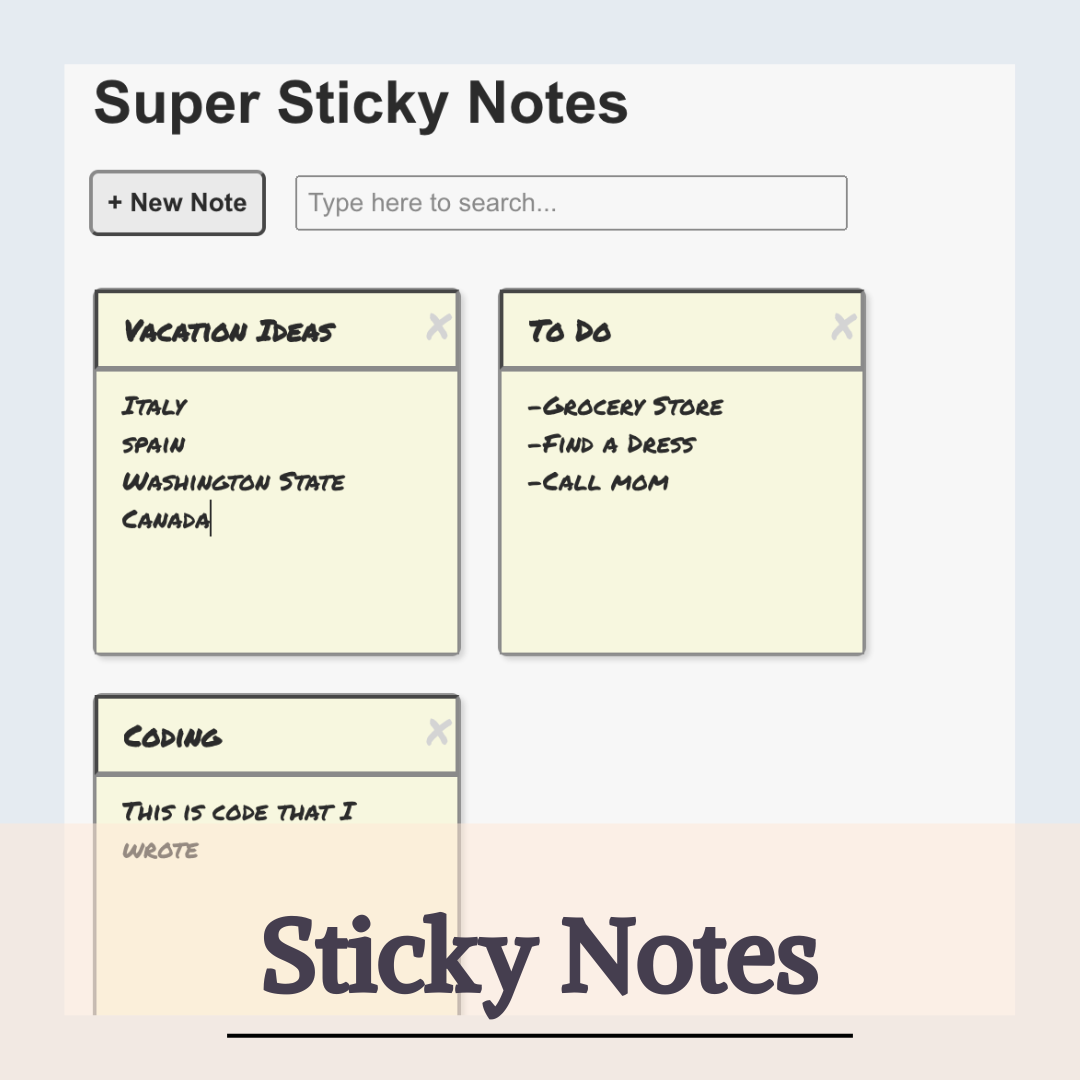 Super Sticky Notes
+ New Note
Type here to search...
Vacation Ideas
Italy
spain
Washington State
Canada
To Do
-Grocery Store
-Find a Dress
-Call mom
Coding
This is code that I
wrote
Sticky Notes